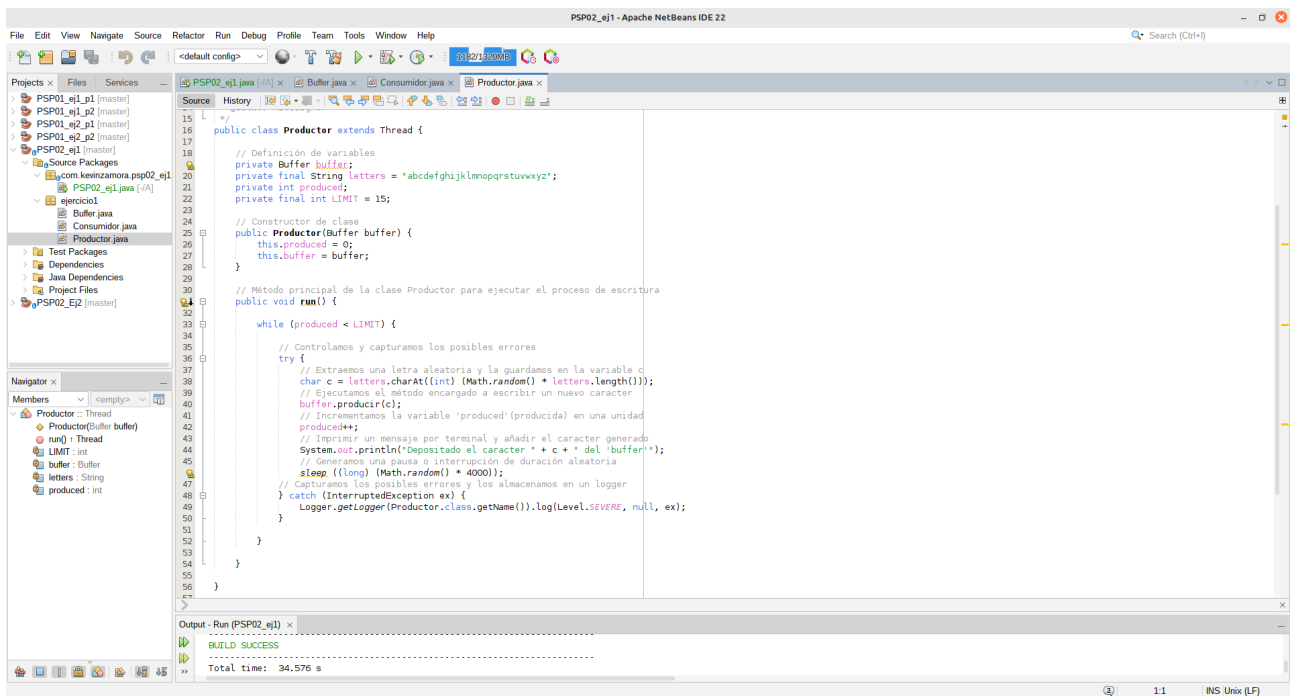 PSP02_ej1 - Apache NetBeans IDE 22
File Edit View Navigate Source Refactor Run Debug Profile Team Tools Window Help
Search (Ctrl+I)
<default config>
1182/1320MB
Projects Files Services
PSP02_ej1.java [-/A] Buffer.java Consumidor.java Productor.java
PSP01_ej1_p1 [master]
PSP01_ej1_p2 [master]
PSP01_ej2_p1 [master]
PSP01_ej2_p2 [master]
PSP02_ej1 [master]
Source Packages
com.kevinzamora.psp02_ej1
PSP02_ej1.java [-/A]
ejercicio1
Buffer.java
Consumidor.java
Productor.java
Test Packages
Dependencies
Java Dependencies
Project Files
PSP02_Ej2 [master]
Navigator
Members <empty>
Productor :: Thread
Productor(Buffer buffer)
run() ↑ Thread
LIMIT : int
buffer : Buffer
letters : String
produced : int
Source History
15 */
16 public class Productor extends Thread {
17
18 // Definición de variables
private Buffer buffer;
20 private final String letters = "abcdefghijklmnopqrstuvwxyz";
21 private int produced;
22 private final int LIMIT = 15;
23
24 // Constructor de clase
25 public Productor(Buffer buffer) {
26 this.produced = 0;
27 this.buffer = buffer;
28 }
29
30 // Método principal de la clase Productor para ejecutar el proceso de escritura
public void run() {
32
33 while (produced < LIMIT) {
34
35 // Controlamos y capturamos los posibles errores
36 try {
37 // Extraemos una letra aleatoria y la guardamos en la variable c
38 char c = letters.charAt((int) (Math.random() * letters.length()));
39 // Ejecutamos el método encargado a escribir un nuevo caracter
40 buffer.producir(c);
41 // Incrementamos la variable 'produced'(producida) en una unidad
42 produced++;
43 // Imprimir un mensaje por terminal y añadir el caracter generado
44 System.out.println("Depositado el caracter " + c + " del 'buffer'");
45 // Generamos una pausa o interrupción de duración aleatoria
sleep ((long) (Math.random() * 4000));
47 // Capturamos los posibles errores y los almacenamos en un logger
48 } catch (InterruptedException ex) {
49 Logger.getLogger(Productor.class.getName()).log(Level.SEVERE, null, ex);
50 }
51
52 }
53
54 }
55
56 }
Output - Run (PSP02_ej1)
------------------------------------------------------------------------
BUILD SUCCESS
------------------------------------------------------------------------
Total time: 34.576 s
2 1:1 INS Unix (LF)